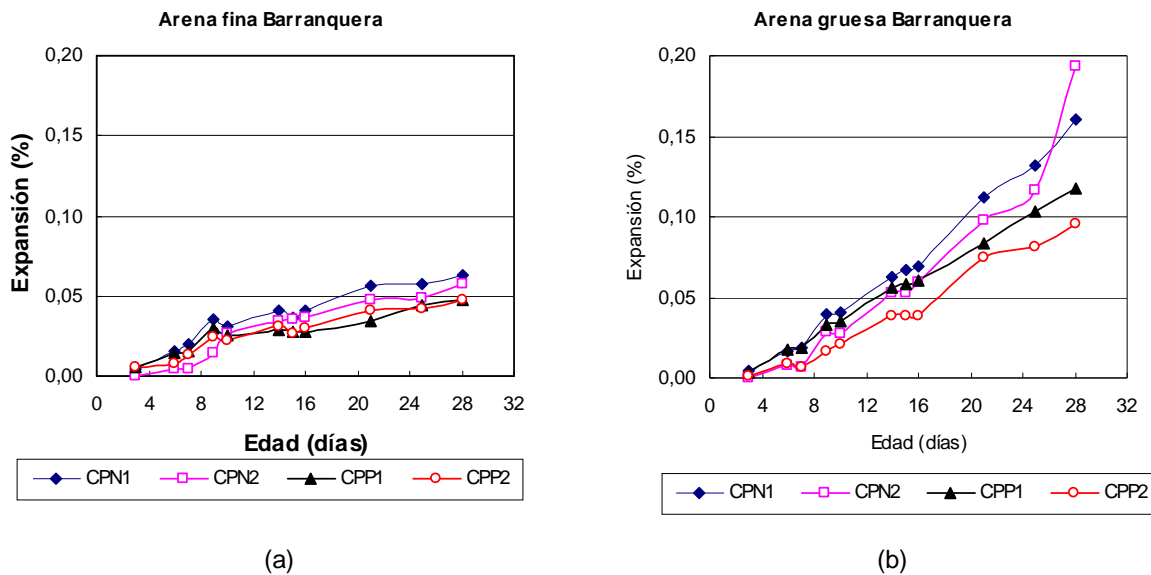 Arena fina Barranquera
0,20
0,15
0,10
0,05
0,00
Expansión (%)
0 4 8 12 16 20 24 28 32
Edad (días)
CPN1 CPN2 CPP1 CPP2
(a)
Arena gruesa Barranquera
0,20
0,15
0,10
0,05
0,00
Expansión (%)
0 4 8 12 16 20 24 28 32
Edad (días)
CPN1 CPN2 CPP1 CPP2
(b)